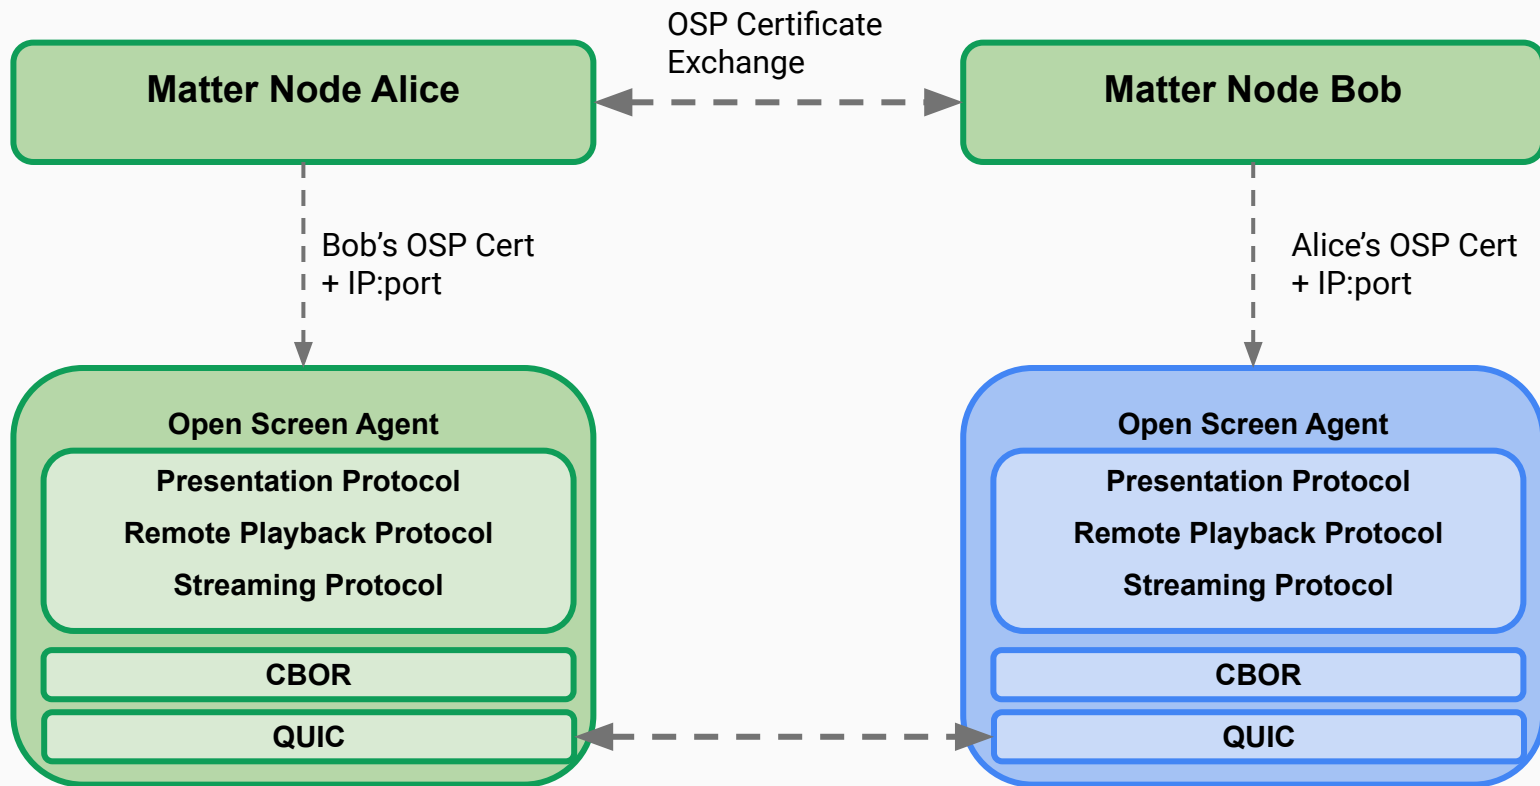 OSP Certificate
Exchange
Matter Node Alice
Matter Node Bob
Bob’s OSP Cert
+ IP:port
Alice’s OSP Cert
+ IP:port
Open Screen Agent
Presentation Protocol
Remote Playback Protocol
Streaming Protocol
CBOR
QUIC
Open Screen Agent
Presentation Protocol
Remote Playback Protocol
Streaming Protocol
CBOR
QUIC